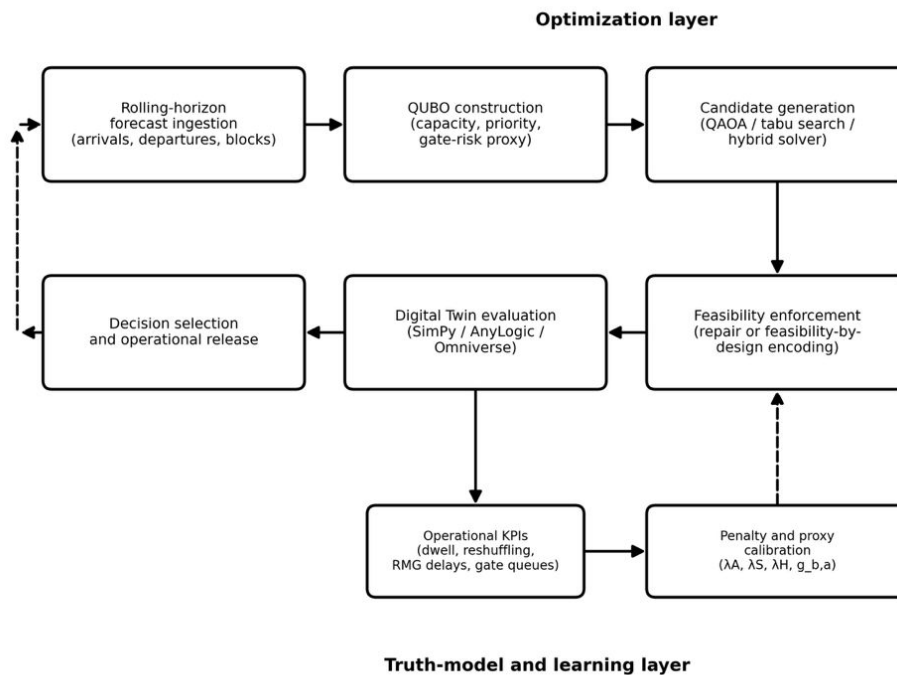 Optimization layer
Rolling-horizon
forecast ingestion
(arrivals, departures, blocks)
QUBO construction
(capacity, priority,
gate-risk proxy)
Candidate generation
(QAOA / tabu search /
hybrid solver)
Decision selection
and operational release
Digital Twin evaluation
(SimPy / AnyLogic /
Omniverse)
Feasibility enforcement
(repair or feasibility-by-
design encoding)
Operational KPIs
(dwell, reshuffling,
RMG delays, gate queues)
Penalty and proxy
calibration
(λA, λS, λH, g_b,a)
Truth-model and learning layer